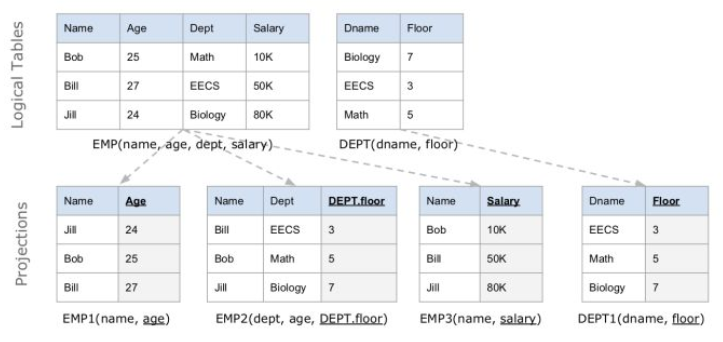 Logical Tables
Name Age Dept Salary
Bob 25 Math 10K
Bill 27 EECS 50K
Jill 24 Biology 80K
EMP(name, age, dept, salary)
Dname Floor
Biology 7
EECS 3
Math 5
DEPT(dname, floor)
Projections
Name Age
Jill 24
Bob 25
Bill 27
EMP1(name, age)
Name Dept DEPT.floor
Bill EECS 3
Bob Math 5
Jill Biology 7
EMP2(dept, age, DEPT.floor)
Name Salary
Bob 10K
Bill 50K
Jill 80K
EMP3(name, salary)
Dname Floor
EECS 3
Math 5
Biology 7
DEPT1(dname, floor)